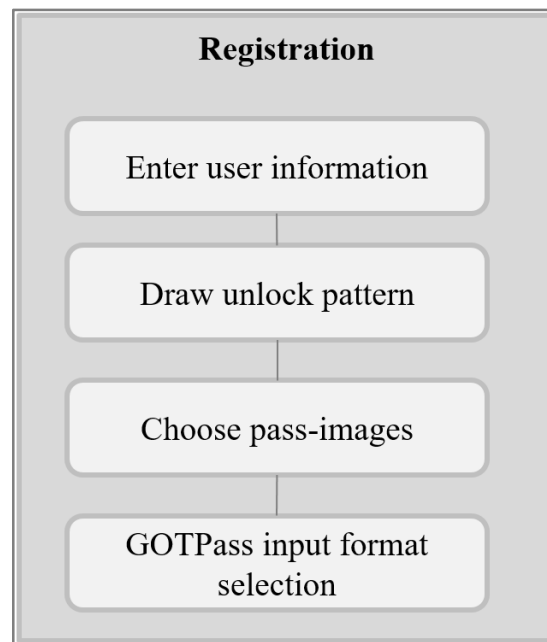 Registration
Enter user information
Draw unlock pattern
Choose pass-images
GOTPass input format
selection